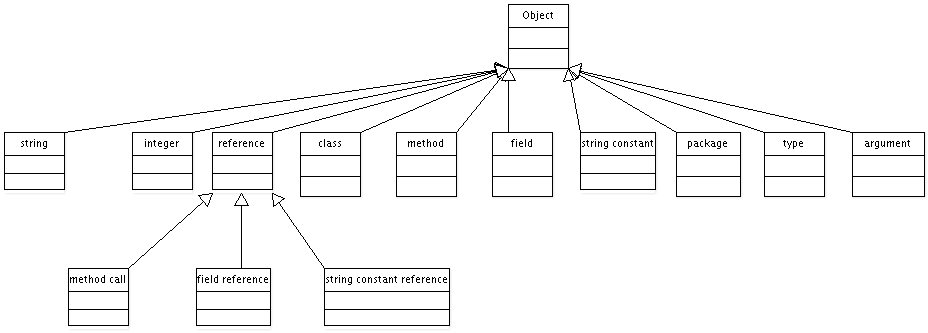 Object
string
integer
reference
class
method
field
string constant
package
type
argument
method call
field reference
string constant reference